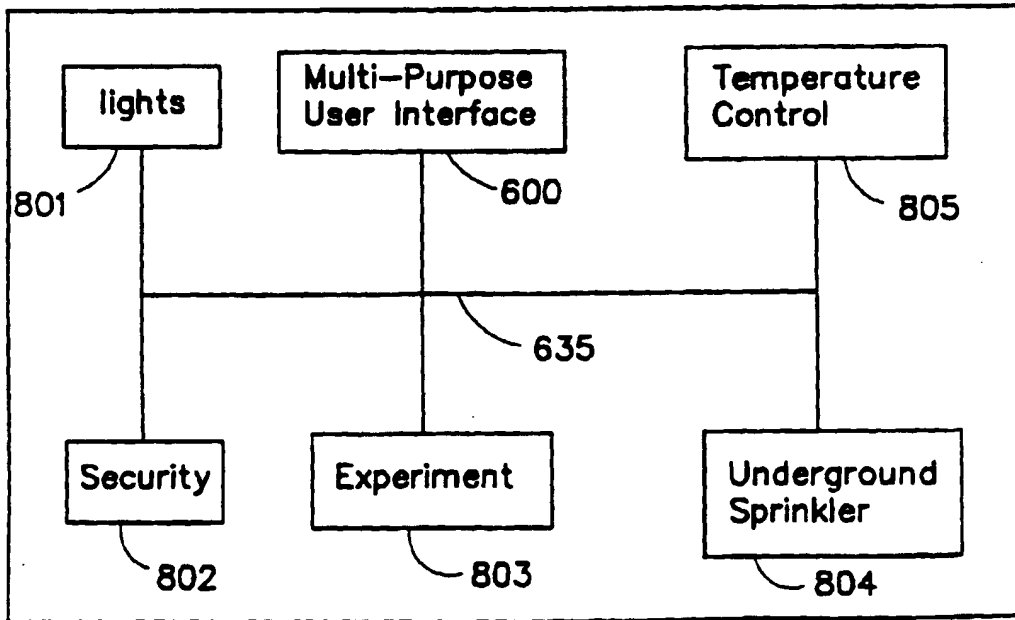 lights
801
Multi-Purpose
User Interface
600
Temperature
Control
805
635
Security
802
Experiment
803
Underground
Sprinkler
804